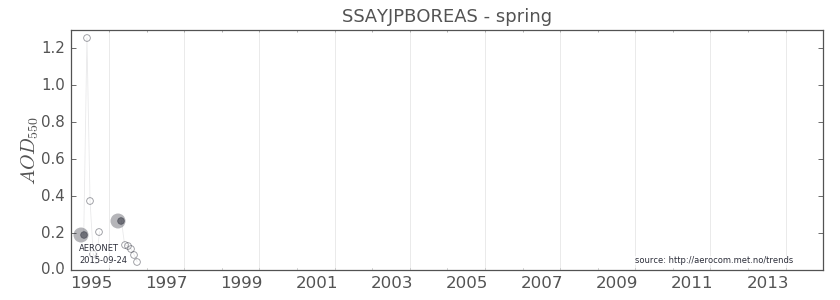 SSAYJPBOREAS - spring
1.2
1.0
0.8
0.6
0.4
0.2
0.0
AOD550
AERONET
2015-09-24
source: http://aerocom.met.no/trends
1995 1997 1999 2001 2003 2005 2007 2009 2011 2013